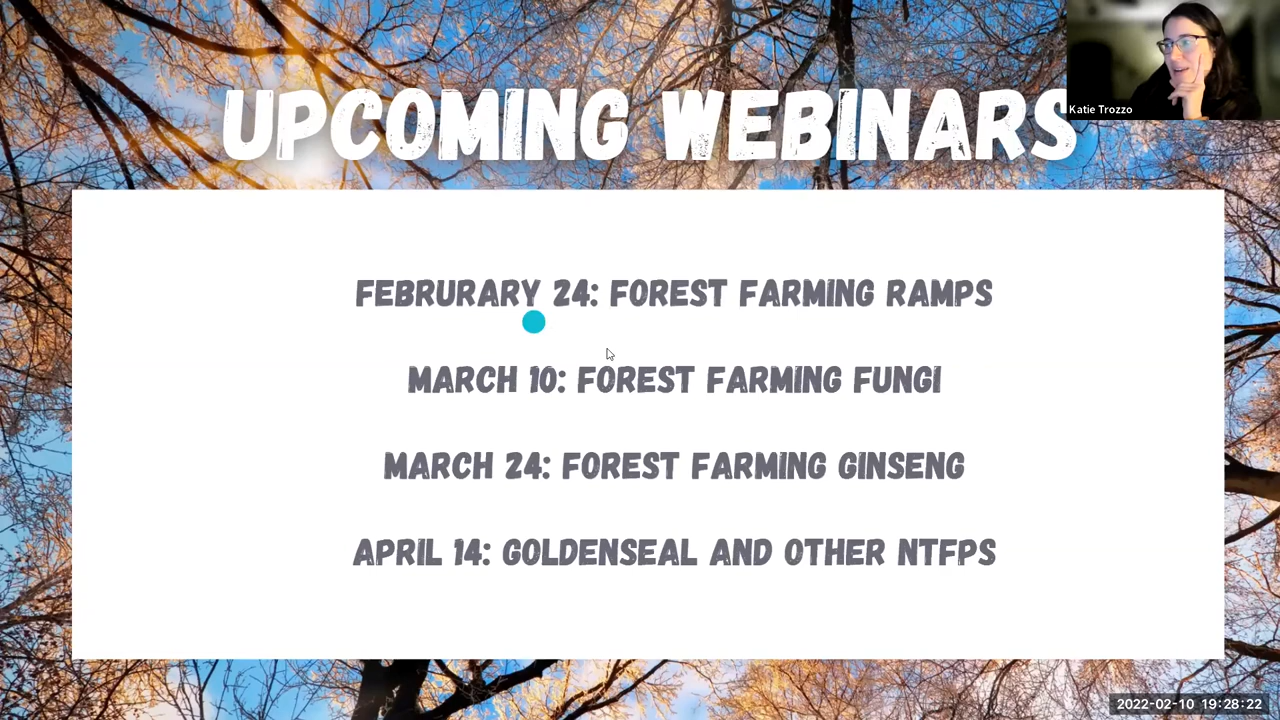 UPCOMING WEBINARS
Katie Trozzo
FEBRURARY 24: FOREST FARMING RAMPS
MARCH 10: FOREST FARMING FUNGI
MARCH 24: FOREST FARMING GINSENG
APRIL 14: GOLDENSEAL AND OTHER NTFPS
2022-02-10 19:28:22